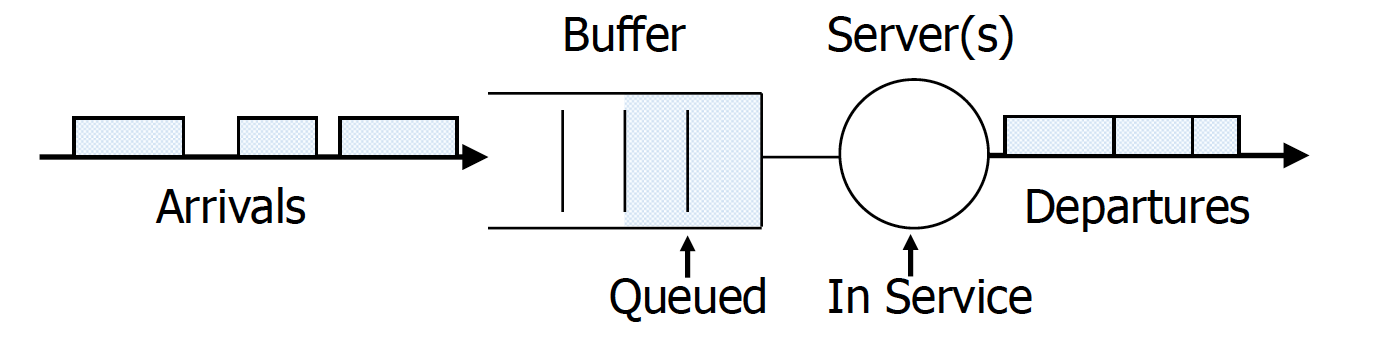 Buffer
Server(s)
Arrivals
Departures
Queued
In Service